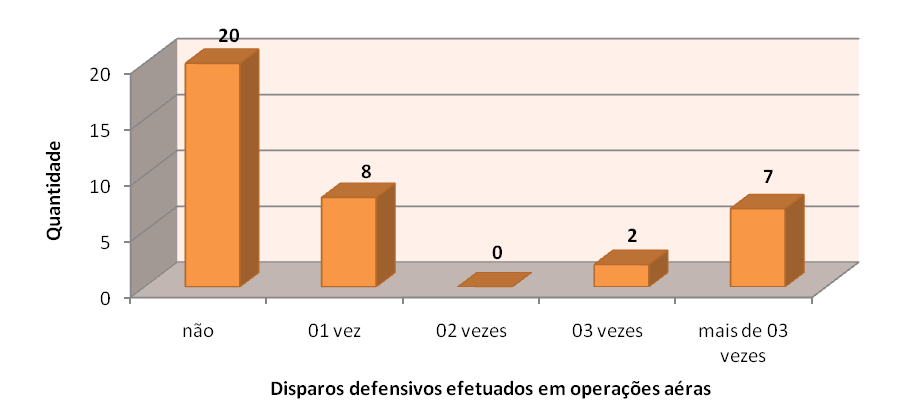 20
20
8
7
2
0
15
10
5
0
Quantidade
não
01 vez
02 vezes
03 vezes
mais de 03
vezes
Disparos defensivos efetuados em operações aéras